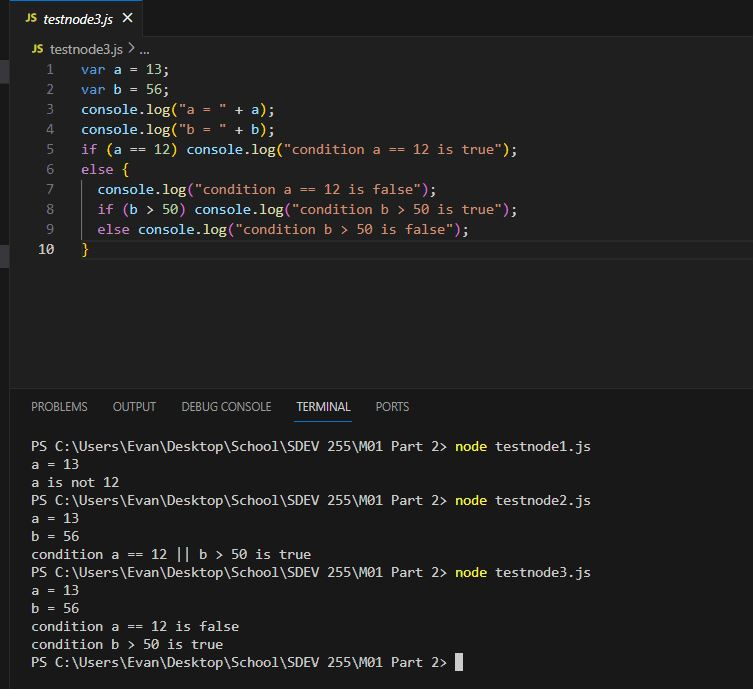 JS testnode3.js ×
JS testnode3.js > ...
1 var a = 13;
2 var b = 56;
3 console.log("a = " + a);
4 console.log("b = " + b);
5 if (a == 12) console.log("condition a == 12 is true");
6 else {
7   console.log("condition a == 12 is false");
8   if (b > 50) console.log("condition b > 50 is true");
9   else console.log("condition b > 50 is false");
10 }
PROBLEMS OUTPUT DEBUG CONSOLE TERMINAL PORTS
PS C:\Users\Evan\Desktop\School\SDEV 255\M01 Part 2> node testnode1.js
a = 13
a is not 12
PS C:\Users\Evan\Desktop\School\SDEV 255\M01 Part 2> node testnode2.js
a = 13
b = 56
condition a == 12 || b > 50 is true
PS C:\Users\Evan\Desktop\School\SDEV 255\M01 Part 2> node testnode3.js
a = 13
b = 56
condition a == 12 is false
condition b > 50 is true
PS C:\Users\Evan\Desktop\School\SDEV 255\M01 Part 2>